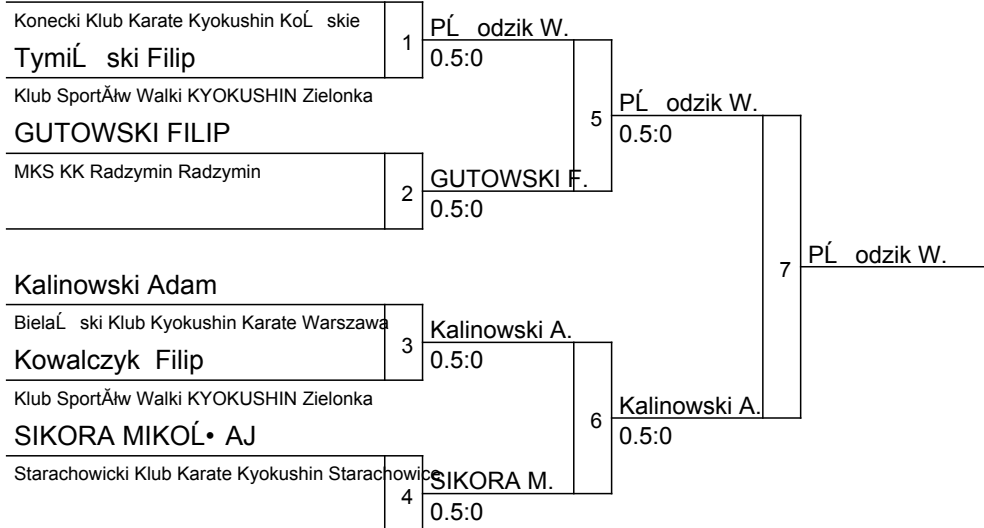 Konecki Klub Karate Kyokushin KoĹ skie
1
PĹ odzik W.
TymiĹ ski Filip
0.5:0
Klub SportĂłw Walki KYOKUSHIN Zielonka
5
PĹ odzik W.
GUTOWSKI FILIP
0.5:0
MKS KK Radzymin Radzymin
2
GUTOWSKI F.
0.5:0
7
PĹ odzik W.
Kalinowski Adam
BielaĹ ski Klub Kyokushin Karate Warszawa
3
Kalinowski A.
Kowalczyk Filip
0.5:0
Klub SportĂłw Walki KYOKUSHIN Zielonka
6
Kalinowski A.
SIKORA MIKOĹ• AJ
0.5:0
Starachowicki Klub Karate Kyokushin Starachowice
4
SIKORA M.
0.5:0